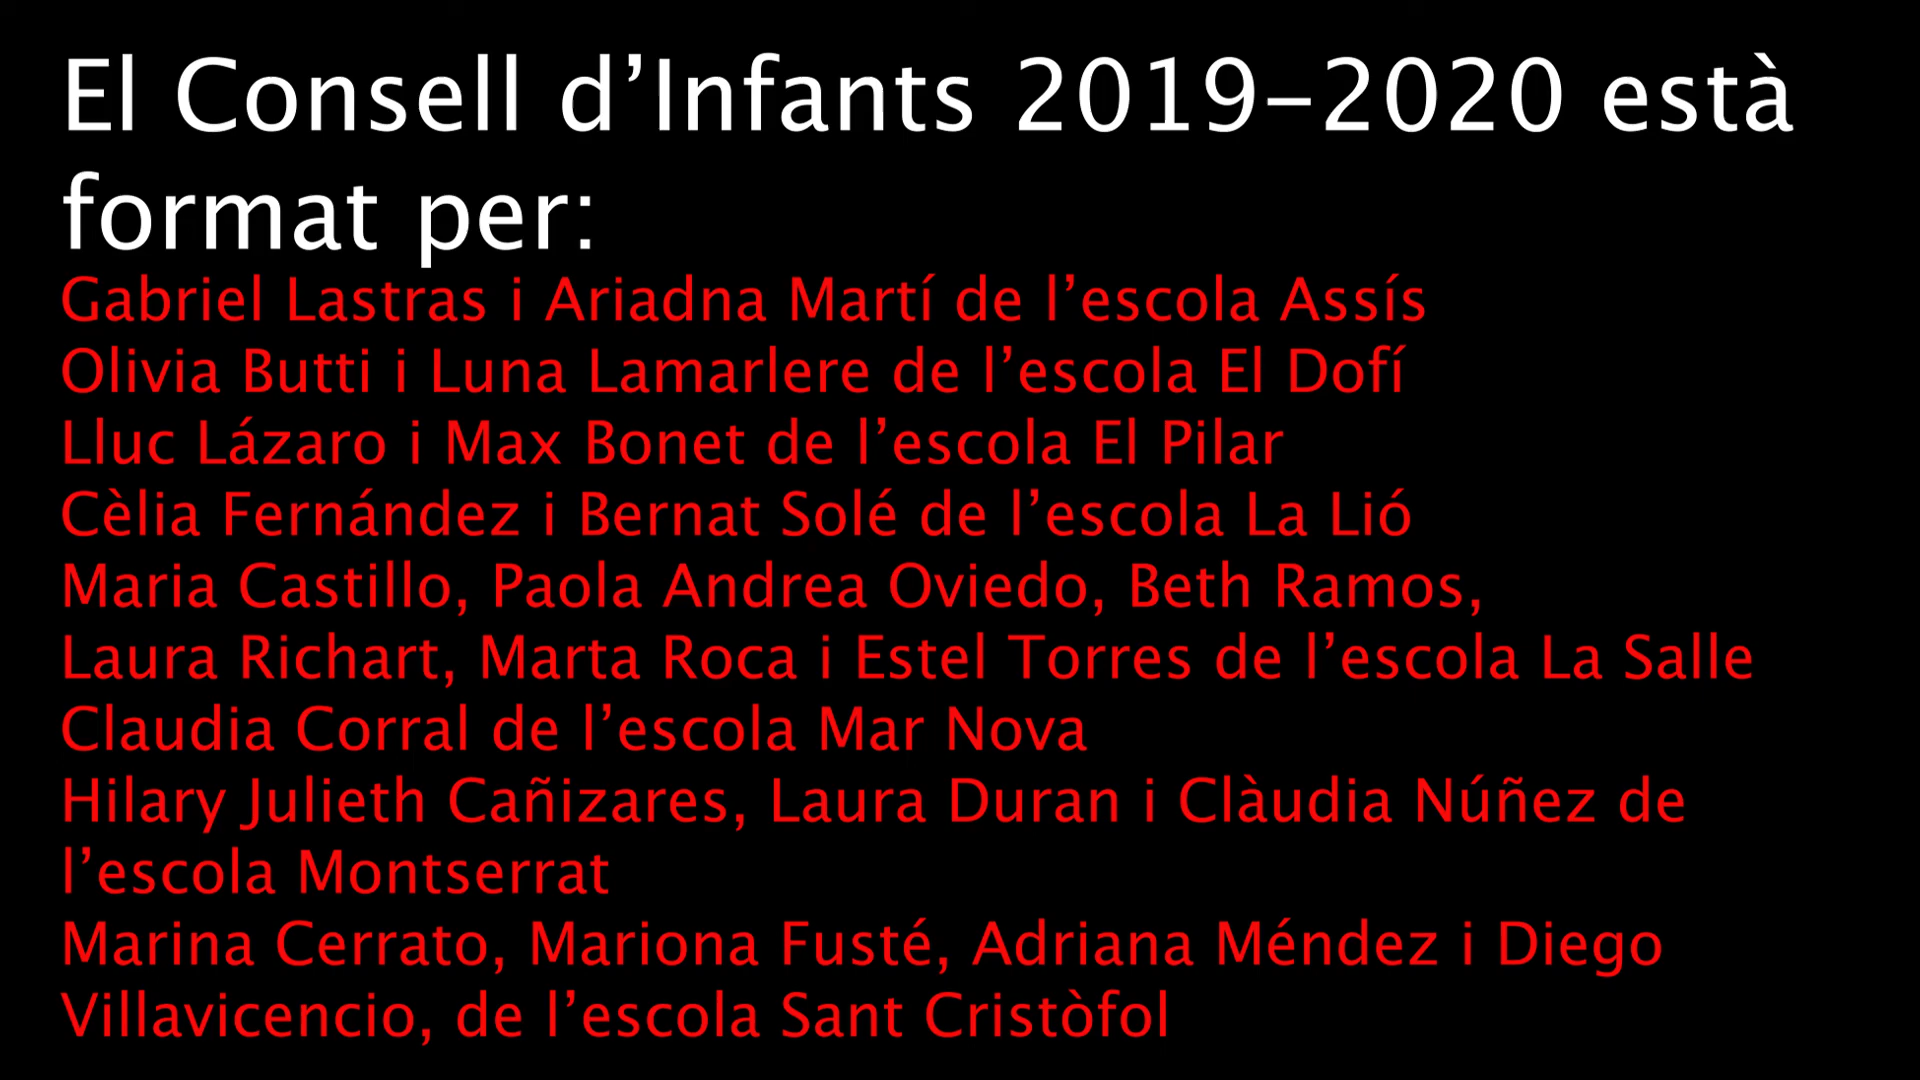 El Consell d’Infants 2019-2020 està
format per:
Gabriel Lastras i Ariadna Martí de l’escola Assís
Olivia Butti i Luna Lamarlere de l’escola El Dofí
Lluc Lázaro i Max Bonet de l’escola El Pilar
Cèlia Fernández i Bernat Solé de l’escola La Lió
Maria Castillo, Paola Andrea Oviedo, Beth Ramos,
Laura Richart, Marta Roca i Estel Torres de l’escola La Salle
Claudia Corral de l’escola Mar Nova
Hilary Julieth Cañizares, Laura Duran i Clàudia Núñez de
l’escola Montserrat
Marina Cerrato, Mariona Fusté, Adriana Méndez i Diego
Villavicencio, de l’escola Sant Cristòfol